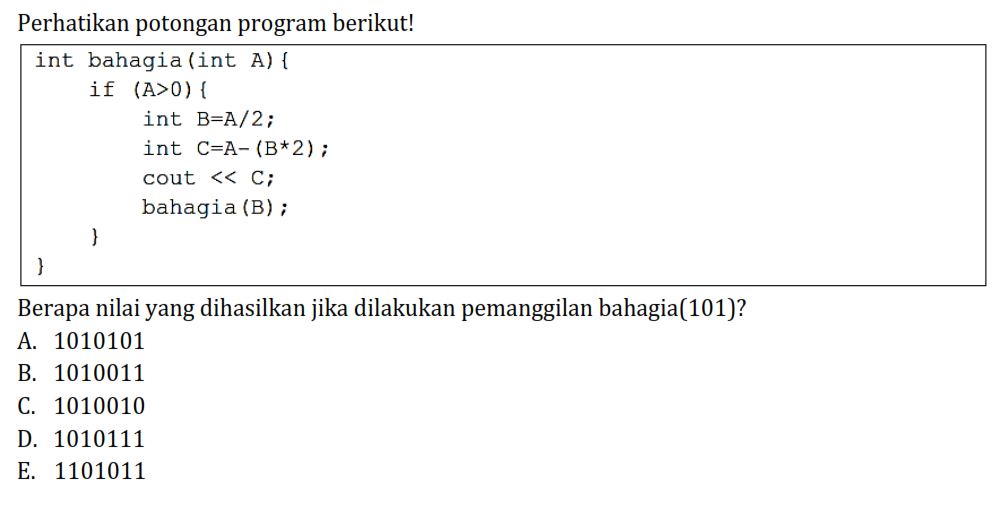 Perhatikan potongan program berikut!
int bahagia(int A){
if (A>0){
int B=A/2;
int C=A-(B*2);
cout << C;
bahagia(B);
}
}
Berapa nilai yang dihasilkan jika dilakukan pemanggilan bahagia(101)?
A. 1010101
B. 1010011
C. 1010010
D. 1010111
E. 1101011